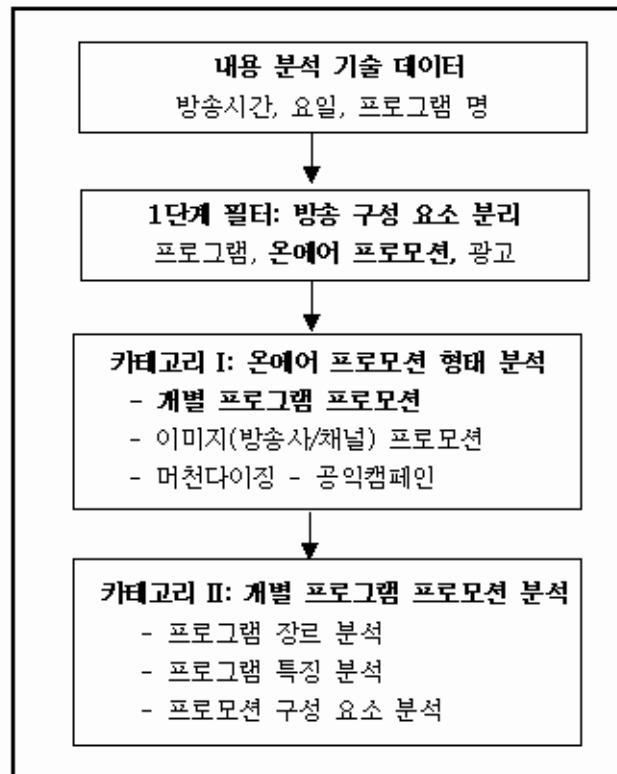 내용 분석 기술 데이터
방송시간, 요일, 프로그램 명
1단계 필터: 방송 구성 요소 분리
프로그램, 온에어 프로모션, 광고
카테고리 I: 온에어 프로모션 형태 분석
- 개별 프로그램 프로모션
- 이미지(방송사/채널) 프로모션
- 머천다이징 - 공익캠페인
카테고리 II: 개별 프로그램 프로모션 분석
- 프로그램 장르 분석
- 프로그램 특징 분석
- 프로모션 구성 요소 분석